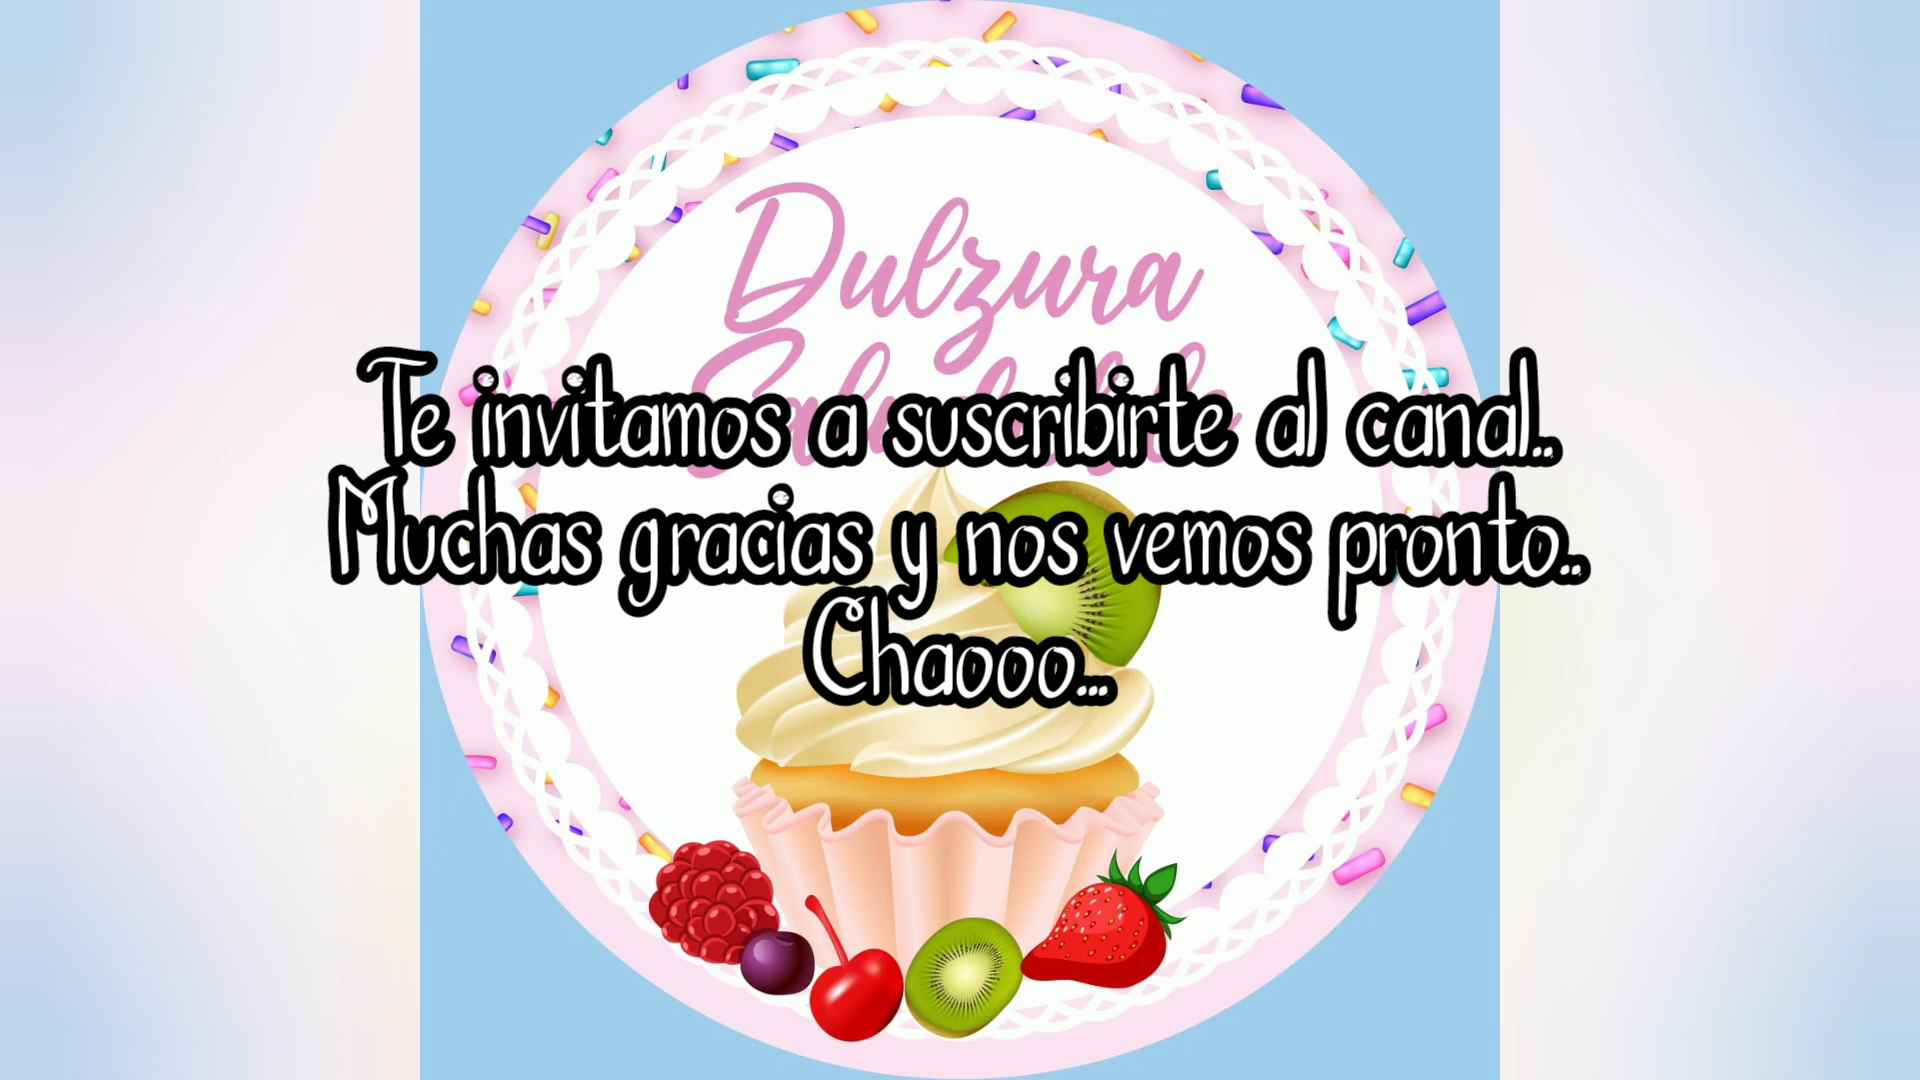 Dulzura
Te invitamos a suscribirte al canal..
Muchas gracias y nos vemos pronto..
Chaooo...